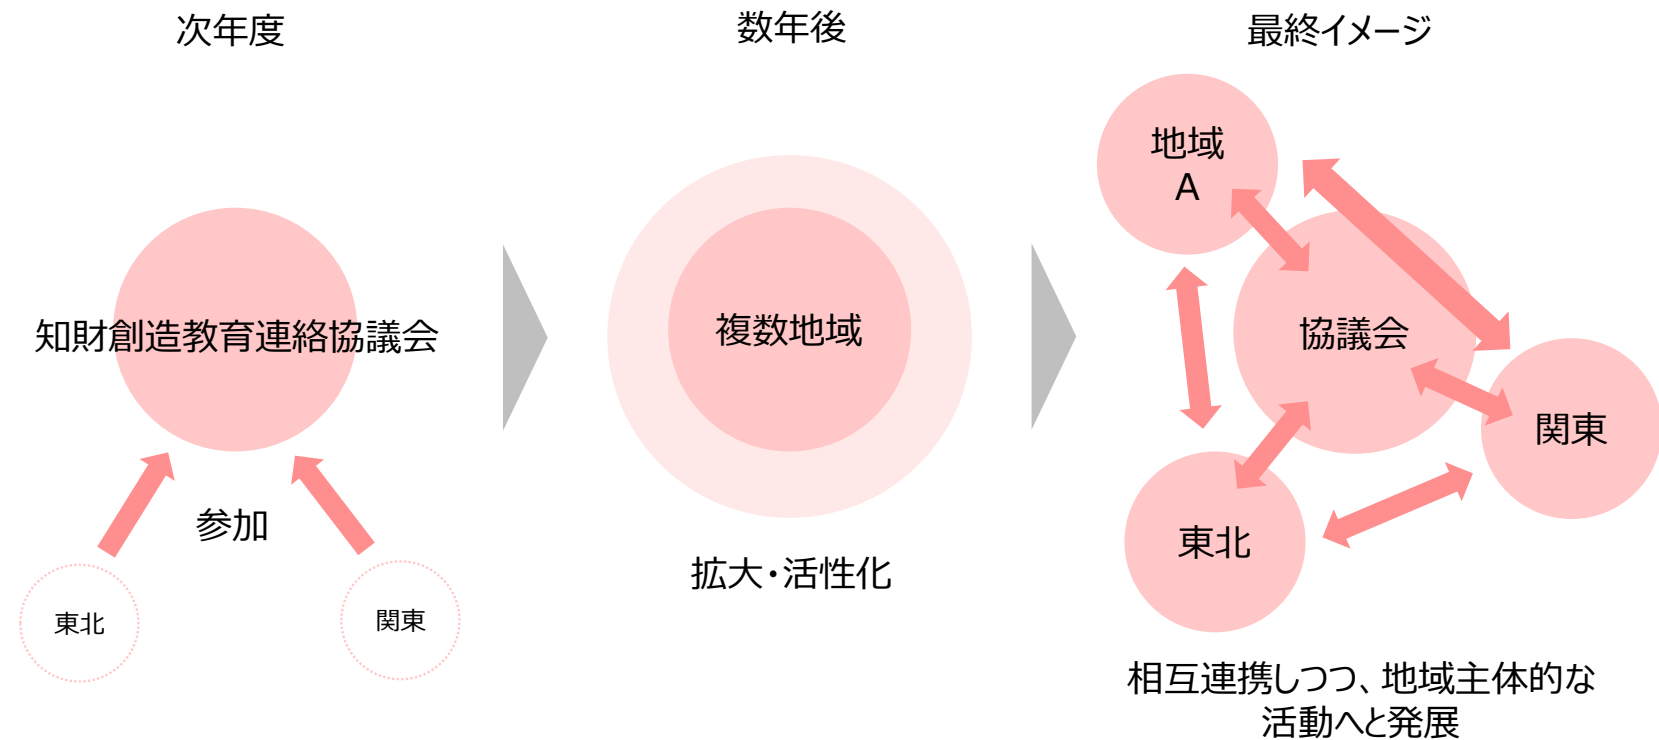 次年度
知財創造教育連絡協議会
参加
東北
関東
数年後
複数地域
拡大・活性化
最終イメージ
地域
A
協議会
関東
東北
相互連携しつつ、地域主体的な
活動へと発展